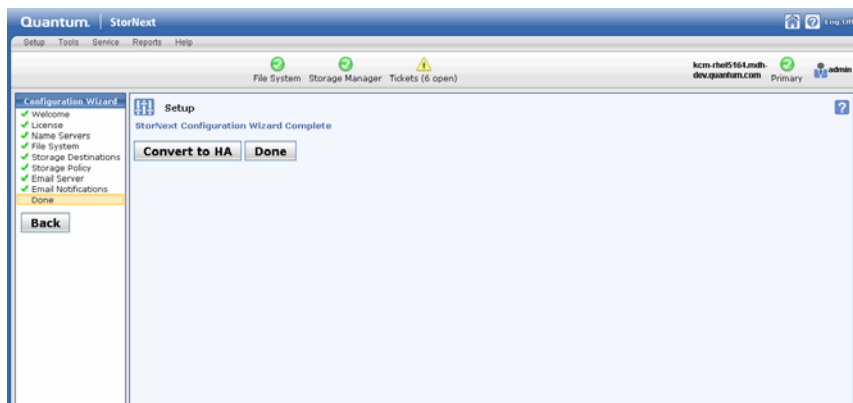 Quantum. | StorNext
Log Off
Setup Tools Service Reports Help
File System Storage Manager Tickets (6 open)
kcm-rhel5164.mdh-
dev.quantum.com
Primary
admin
Configuration Wizard
Welcome
License
Name Servers
File System
Storage Destinations
Storage Policy
Email Server
Email Notifications
Done
Back
Setup
StorNext Configuration Wizard Complete
Convert to HA Done